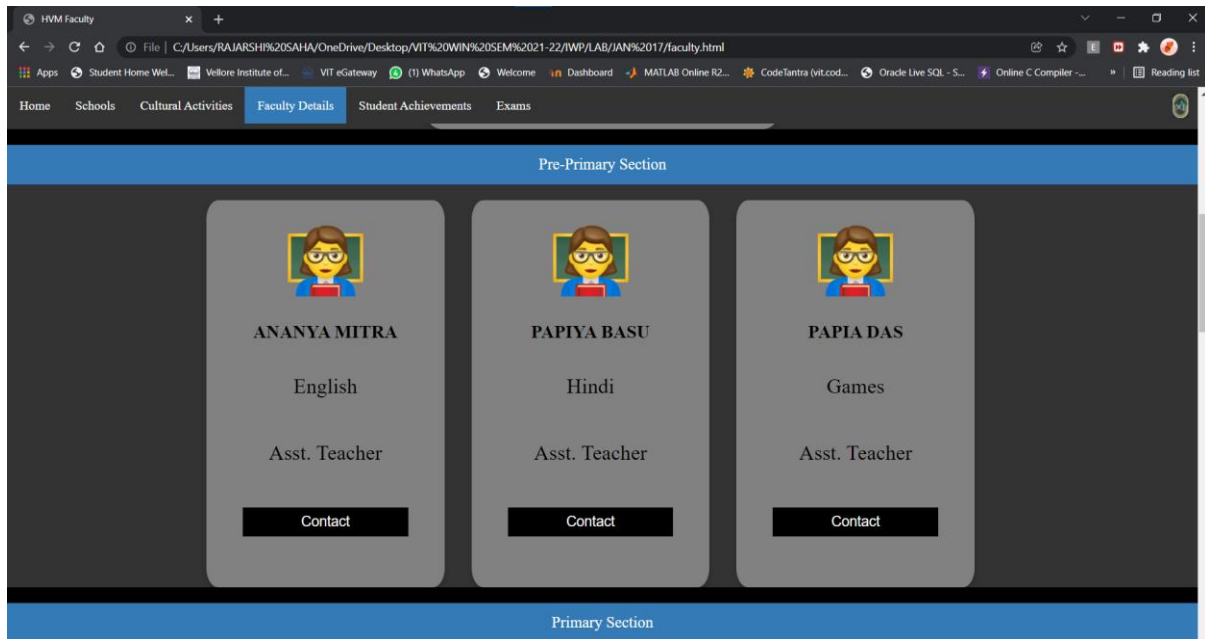 HVM Faculty
File | C:/Users/RAJARSHI%20SAHA/OneDrive/Desktop/VIT%20WIN%20SEM%2021-22/IWP/LAB/JAN%2017/faculty.html
Apps Student Home Wel... Vellore Institute of... VIT eGateway (1) WhatsApp Welcome Dashboard MATLAB Online R2... CodeTantra (vit.cod... Oracle Live SQL - S... Online C Compiler -... » Reading list
Home Schools Cultural Activities Faculty Details Student Achievements Exams
Pre-Primary Section
ANANYA MITRA PAPIYA BASU PAPIA DAS
English Hindi Games
Asst. Teacher Asst. Teacher Asst. Teacher
Contact Contact Contact
Primary Section